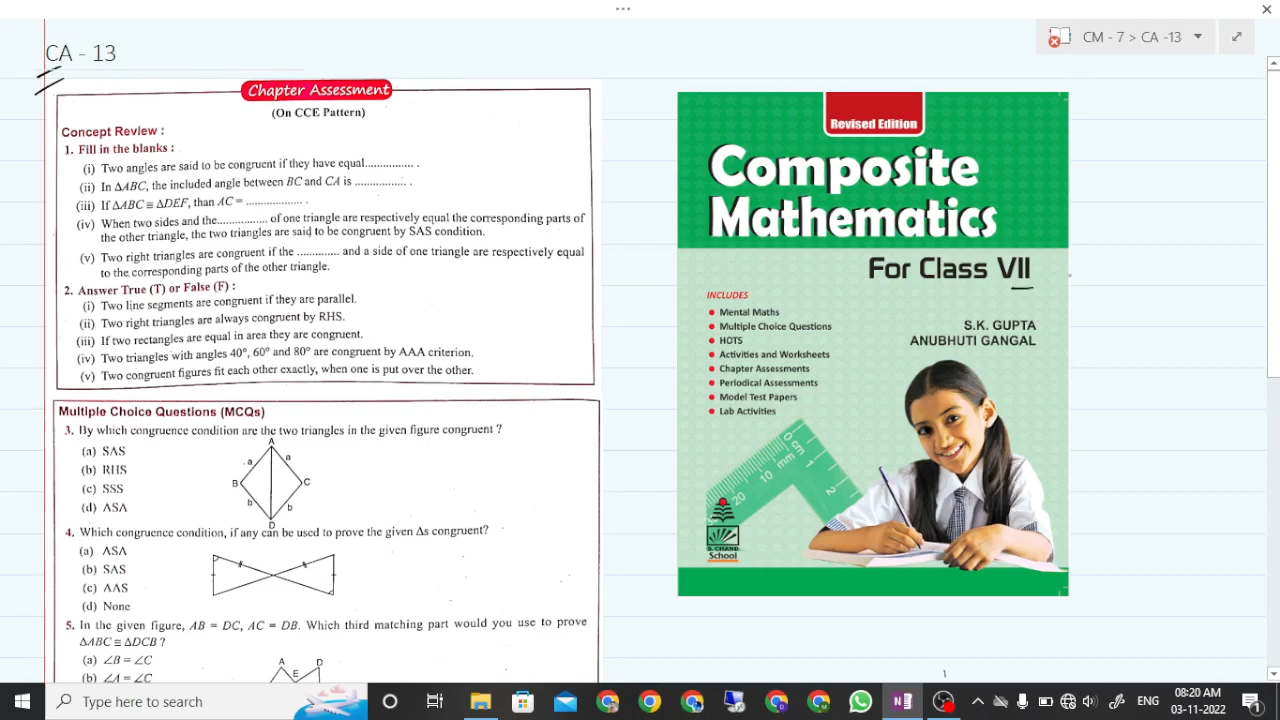 CA - 13
CM - 7 > CA -13
Chapter Assessment
(On CCE Pattern)
Concept Review :
1. Fill in the blanks :
(i) Two angles are said to be congruent if they have equal................ .
(ii) In ΔABC, the included angle between BC and CA is ................ .
(iii) If ΔABC ≅ ΔDEF, than AC = .................. .
(iv) When two sides and the................ of one triangle are respectively equal the corresponding parts of
the other triangle, the two triangles are said to be congruent by SAS condition.
(v) Two right triangles are congruent if the ............. and a side of one triangle are respectively equal
to the corresponding parts of the other triangle.
2. Answer True (T) or False (F) :
(i) Two line segments are congruent if they are parallel.
(ii) Two right triangles are always congruent by RHS.
(iii) If two rectangles are equal in area they are congruent.
(iv) Two triangles with angles 40°, 60° and 80° are congruent by AAA criterion.
(v) Two congruent figures fit each other exactly, when one is put over the other.
Multiple Choice Questions (MCQs)
3. By which congruence condition are the two triangles in the given figure congruent ?
(a) SAS
(b) RHS
(c) SSS
(d) ASA
A
a a
B C
b b
D
4. Which congruence condition, if any can be used to prove the given Δs congruent?
(a) ASA
(b) SAS
(c) AAS
(d) None
5. In the given figure, AB = DC, AC = DB. Which third matching part would you use to prove
ΔABC ≅ ΔDCB ?
(a) ∠B = ∠C
(b) ∠A = ∠C
A D
E
Revised Edition
Composite
Mathematics
For Class VII
INCLUDES
Mental Maths
Multiple Choice Questions
HOTS
Activities and Worksheets
Chapter Assessments
Periodical Assessments
Model Test Papers
Lab Activities
S.K. GUPTA
ANUBHUTI GANGAL
0 cm 1 2
mm 10 20
S. CHAND
School
Type here to search
ENG
08:20 AM
03-11-2022
1